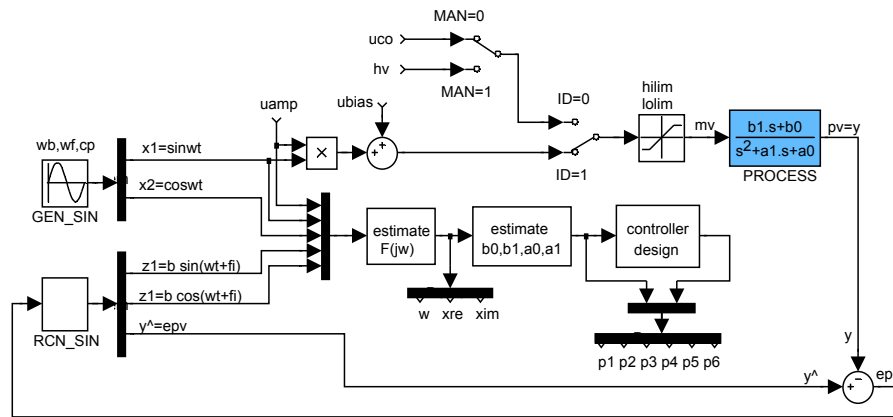 MAN=0
uco
hv
MAN=1
uamp
ubias
ID=0
ID=1
hilim
lolim
mv
b1.s+b0
s2+a1.s+a0
PROCESS
pv=y
wb,wf,cp
GEN_SIN
x1=sinwt
x2=coswt
×
+
+
estimate
F(jw)
estimate
b0,b1,a0,a1
controller
design
w xre xim
RCN_SIN
z1=b sin(wt+fi)
z1=b cos(wt+fi)
y^=epv
p1 p2 p3 p4 p5 p6
y
y^
+
−
ep